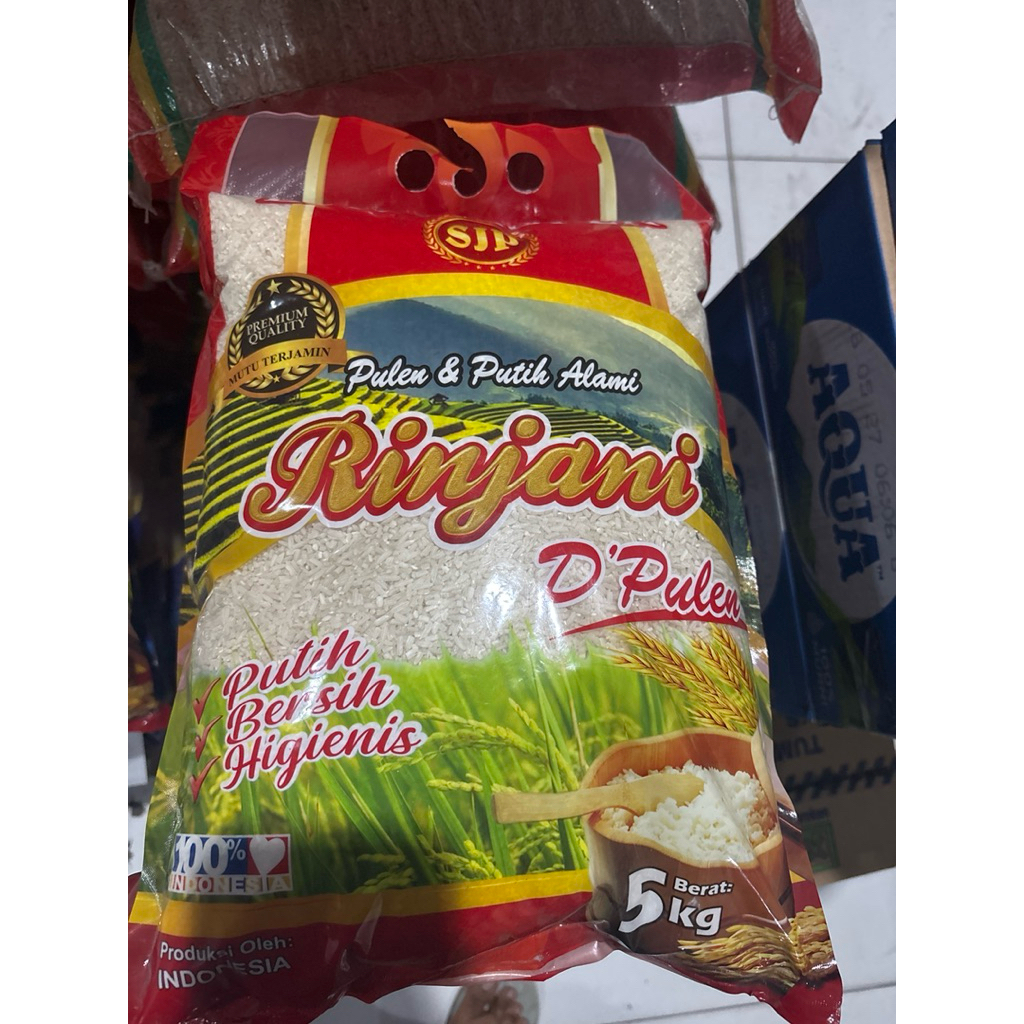 SJP
PREMIUM
QUALITY
MUTU TERJAMIN
Pulen & Putih Alami
Rinjani
D'Pulen
Putih
Bersih
Higienis
100%
INDONESIA
Berat:
5kg
Produksi Oleh:
INDONESIA
AQUA